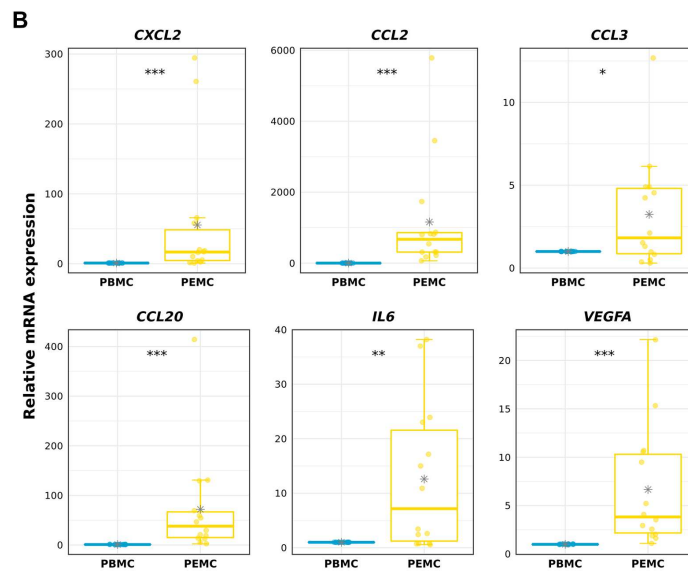 B
CXCL2
CCL2
CCL3
Relative mRNA expression
300
200
100
0
***
PBMC
PEMC
6000
4000
2000
0
***
PBMC
PEMC
10
5
0
*
PBMC
PEMC
CCL20
IL6
VEGFA
400
300
200
100
0
***
PBMC
PEMC
40
30
20
10
0
**
PBMC
PEMC
20
15
10
5
0
***
PBMC
PEMC